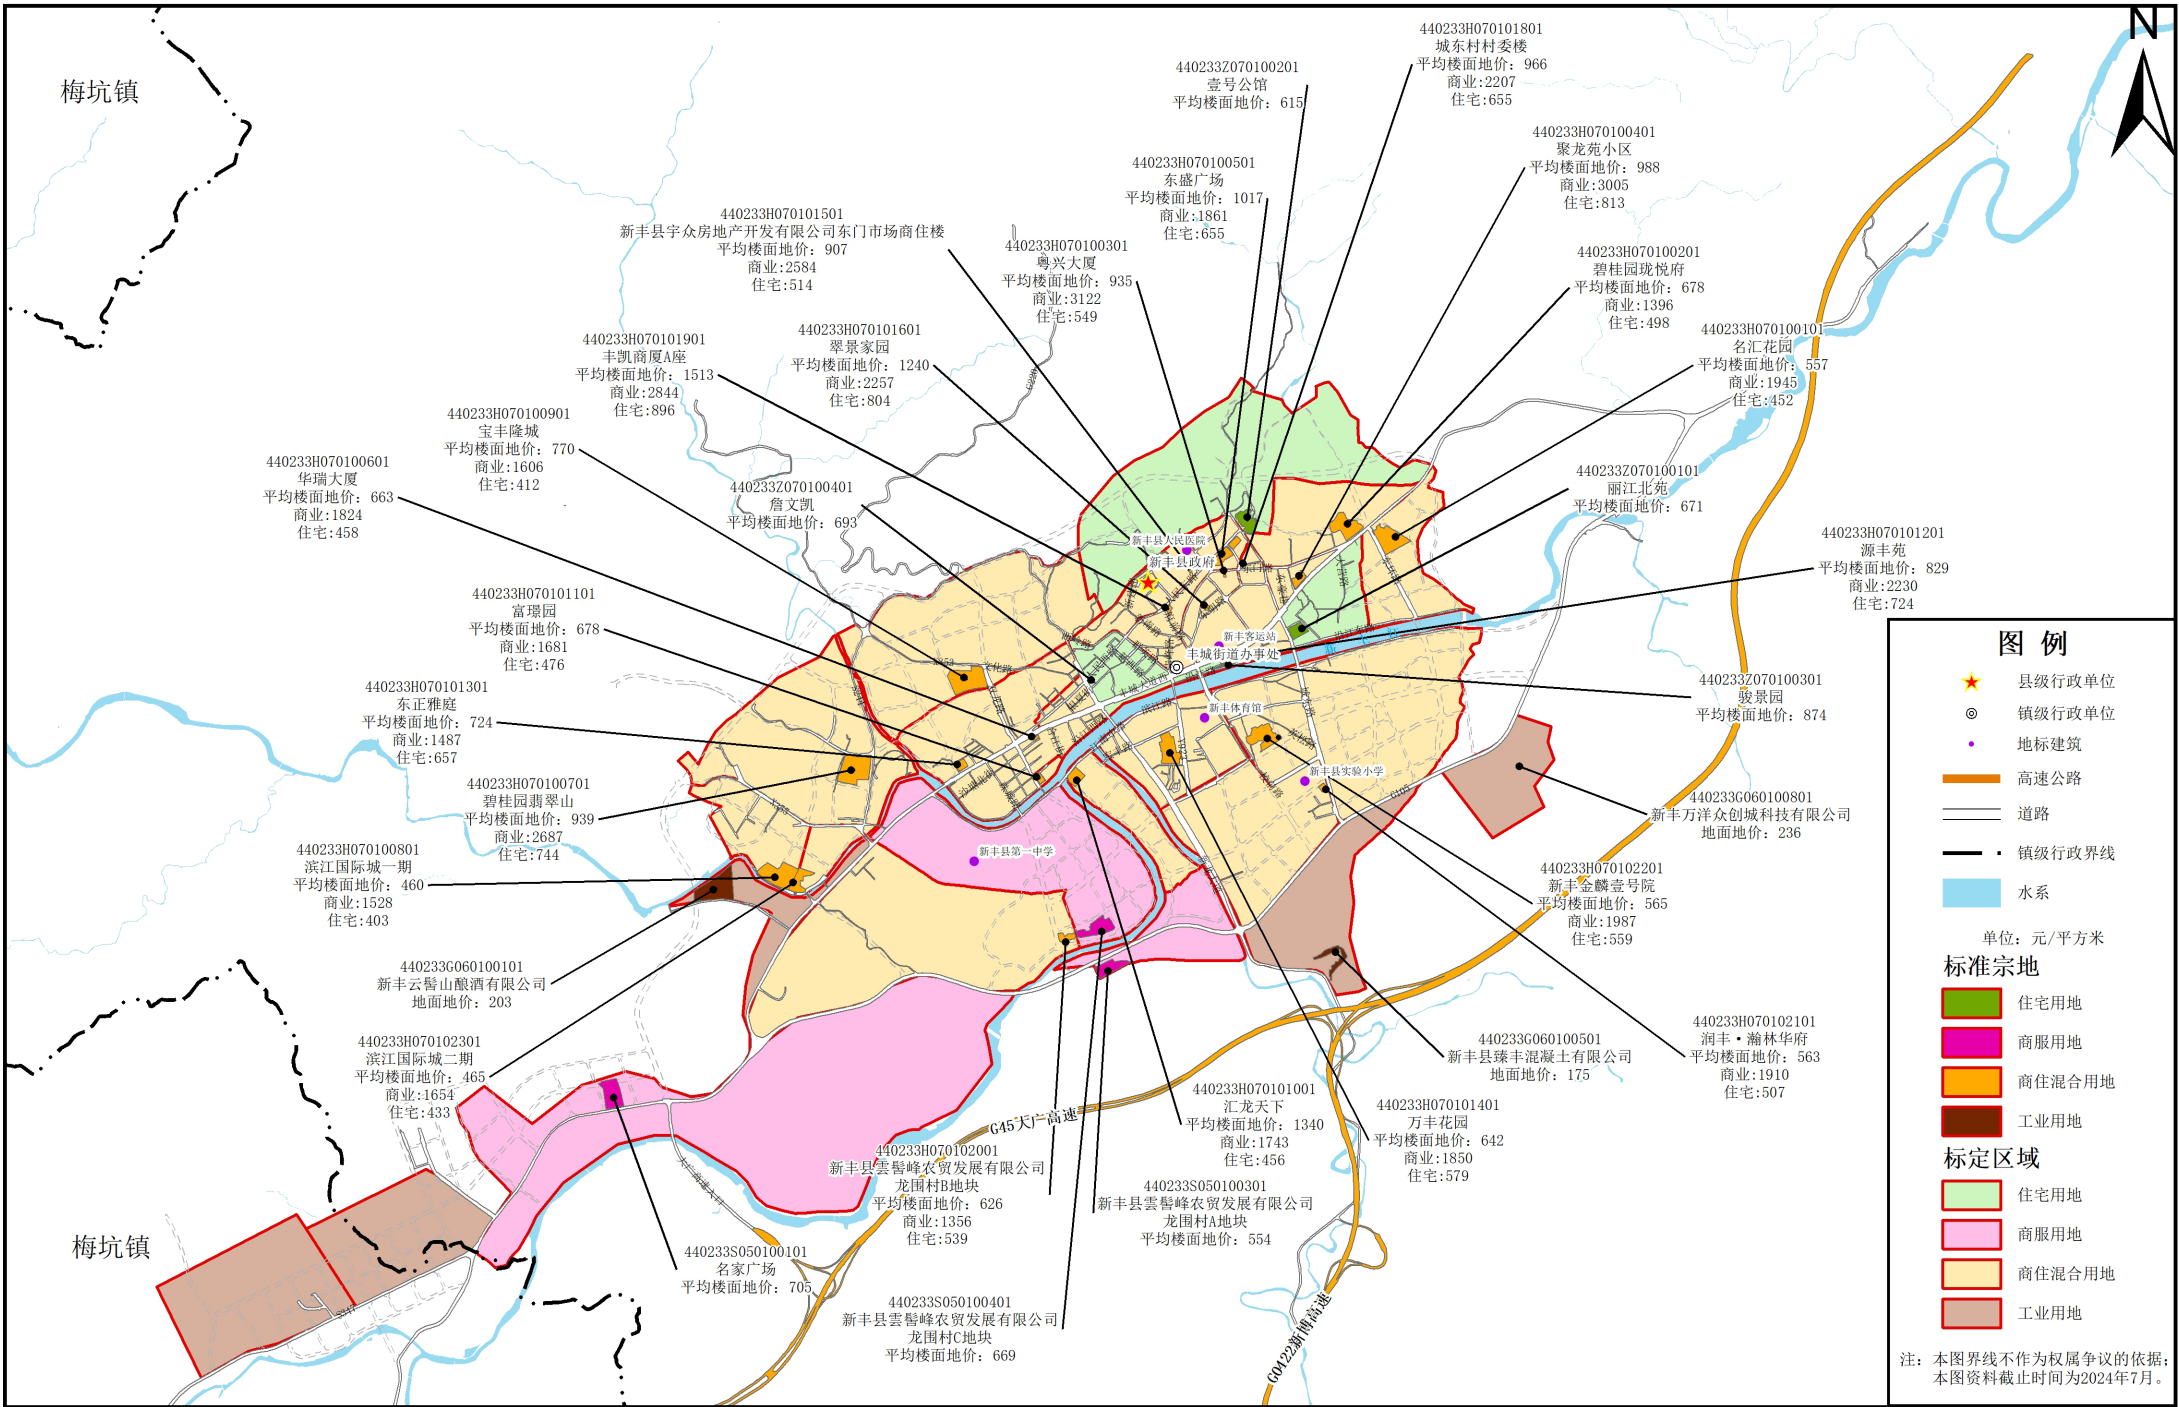 梅坑镇
N
440233H070101801
城东村村委楼
平均楼面地价：966
商业:2207
住宅:655
440233Z070100201
壹号公馆
平均楼面地价：615
440233H070100401
聚龙苑小区
平均楼面地价：988
商业:3005
住宅:813
440233H070100501
东盛广场
平均楼面地价：1017
商业:1861
住宅:655
440233H070101501
新丰县宇众房地产开发有限公司东门市场商住楼
平均楼面地价：907
商业:2584
住宅:514
440233H070100301
粤兴大厦
平均楼面地价：935
商业:3122
住宅:549
440233H070100201
碧桂园珑悦府
平均楼面地价：678
商业:1396
住宅:498
440233H070100101
名汇花园
平均楼面地价：557
商业:1945
住宅:452
440233H070101901
丰凯商厦A座
平均楼面地价：1513
商业:2844
住宅:896
440233H070101601
翠景家园
平均楼面地价：1240
商业:2257
住宅:804
440233H070100901
宝丰隆城
平均楼面地价：770
商业:1606
住宅:412
440233H070100601
华瑞大厦
平均楼面地价：663
商业:1824
住宅:458
440233Z070100401
詹文凯
平均楼面地价：693
440233Z070100101
丽江北苑
平均楼面地价：671
440233H070101201
源丰苑
平均楼面地价：829
商业:2230
住宅:724
新丰县人民医院
新丰县政府
新丰客运站
丰城街道办事处
新丰体育馆
新丰县实验小学
新丰县第一中学
440233H070101101
富璟园
平均楼面地价：678
商业:1681
住宅:476
440233H070101301
东正雅庭
平均楼面地价：724
商业:1487
住宅:657
440233Z070100301
骏景园
平均楼面地价：874
440233H070100701
碧桂园翡翠山
平均楼面地价：939
商业:2687
住宅:744
440233G060100801
新丰万洋众创城科技有限公司
地面地价：236
440233H070100801
滨江国际城一期
平均楼面地价：460
商业:1528
住宅:403
440233H070102201
新丰金麟壹号院
平均楼面地价：565
商业:1987
住宅:559
440233G060100101
新丰云髻山酿酒有限公司
地面地价：203
440233H070102301
滨江国际城二期
平均楼面地价：465
商业:1654
住宅:433
440233G060100501
新丰县臻丰混凝土有限公司
地面地价：175
440233H070102101
润丰·瀚林华府
平均楼面地价：563
商业:1910
住宅:507
440233H070101001
汇龙天下
平均楼面地价：1340
商业:1743
住宅:456
440233H070101401
万丰花园
平均楼面地价：642
商业:1850
住宅:579
G45大广高速
440233H070102001
新丰县雲髻峰农贸发展有限公司
龙围村B地块
平均楼面地价：626
商业:1356
住宅:539
440233S050100301
新丰县雲髻峰农贸发展有限公司
龙围村A地块
平均楼面地价：554
440233S050100101
名家广场
平均楼面地价：705
440233S050100401
新丰县雲髻峰农贸发展有限公司
龙围村C地块
平均楼面地价：669
G0422新博高速
梅坑镇
图 例
县级行政单位
镇级行政单位
地标建筑
高速公路
道路
镇级行政界线
水系
单位：元/平方米
标准宗地
住宅用地
商服用地
商住混合用地
工业用地
标定区域
住宅用地
商服用地
商住混合用地
工业用地
注：本图界线不作为权属争议的依据；
本图资料截止时间为2024年7月。